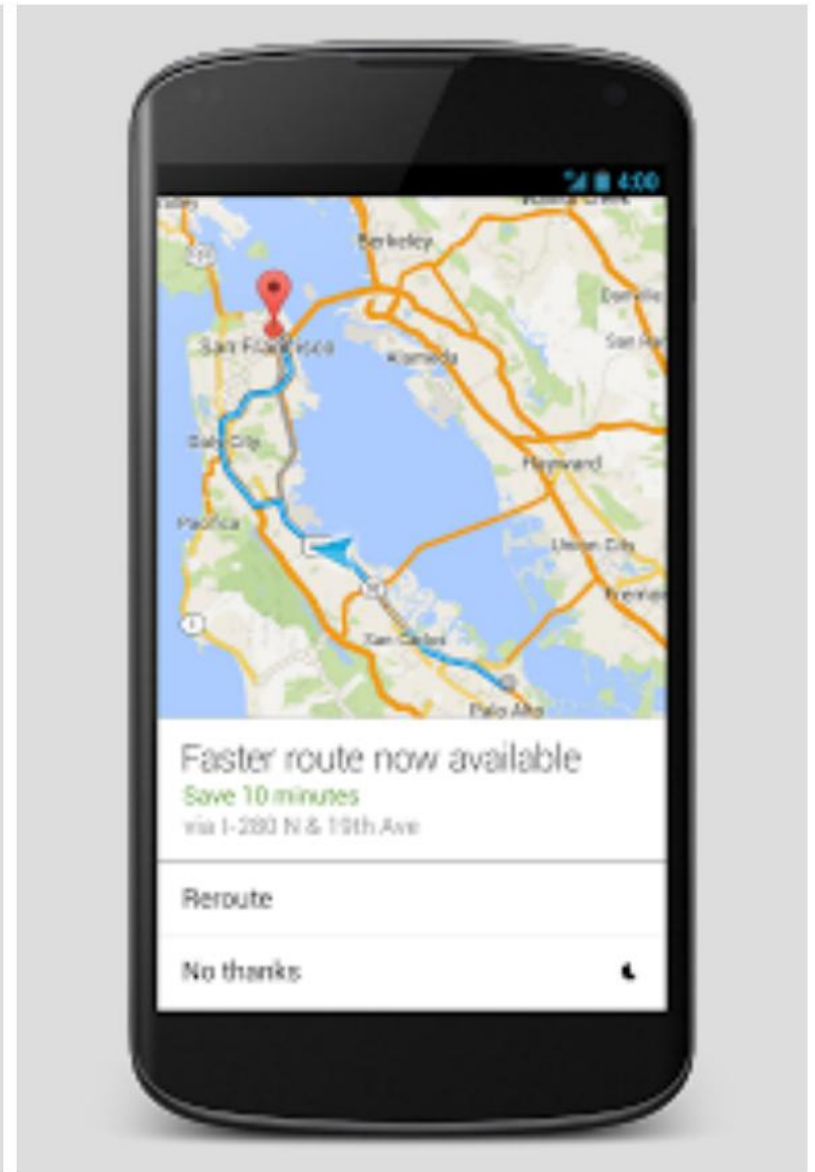 4:00
Berkeley
San Francisco
Alameda
Daly City
Hayward
Pacifica
Union City
San Carlos
Palo Alto
Faster route now available
Save 10 minutes
via I-280 N & 19th Ave
Reroute
No thanks